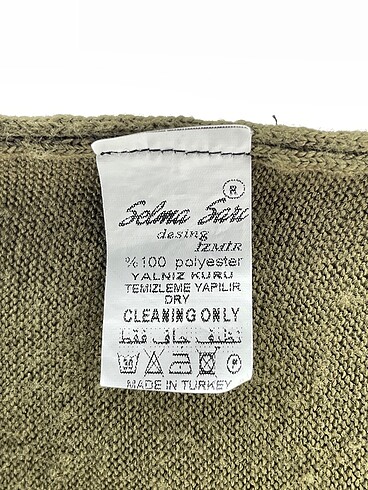 ®
Selma Sarı
desing
İZMİR
%100 polyester
YALNIZ KURU
TEMİZLEME YAPILIR
DRY
CLEANING ONLY
MADE IN TURKEY